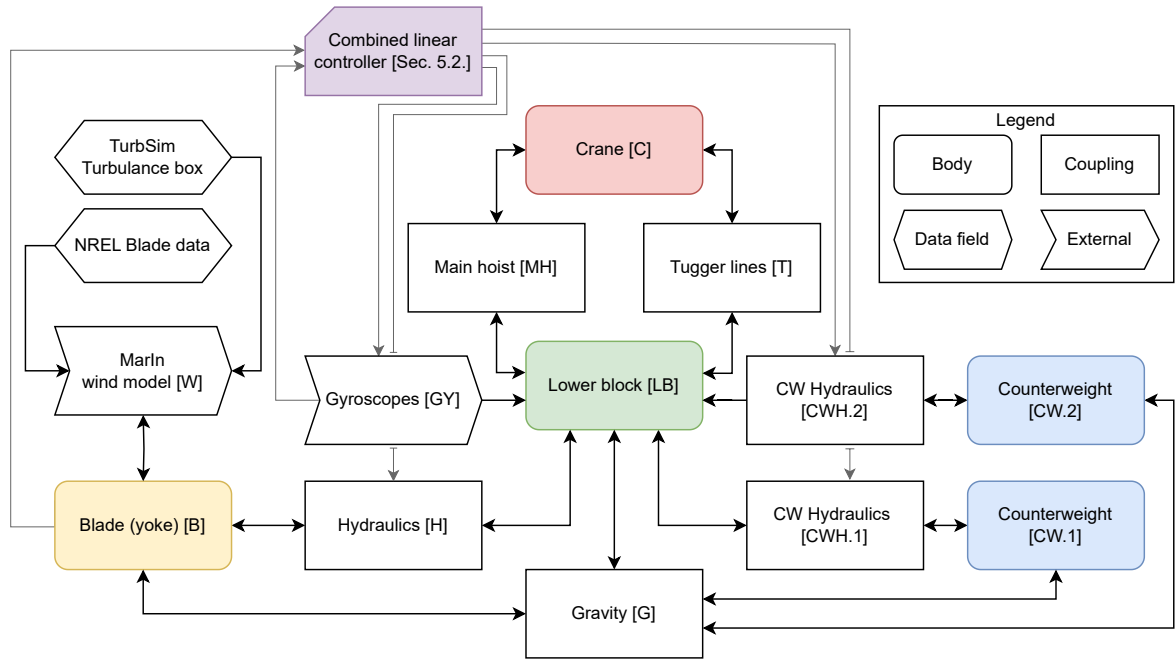 Combined linear
controller [Sec. 5.2.]
TurbSim
Turbulance box
NREL Blade data
MarIn
wind model [W]
Crane [C]
Main hoist [MH]
Tugger lines [T]
Legend
Body
Coupling
Data field
External
Gyroscopes [GY]
Lower block [LB]
CW Hydraulics
[CWH.2]
Counterweight
[CW.2]
Blade (yoke) [B]
Hydraulics [H]
CW Hydraulics
[CWH.1]
Counterweight
[CW.1]
Gravity [G]